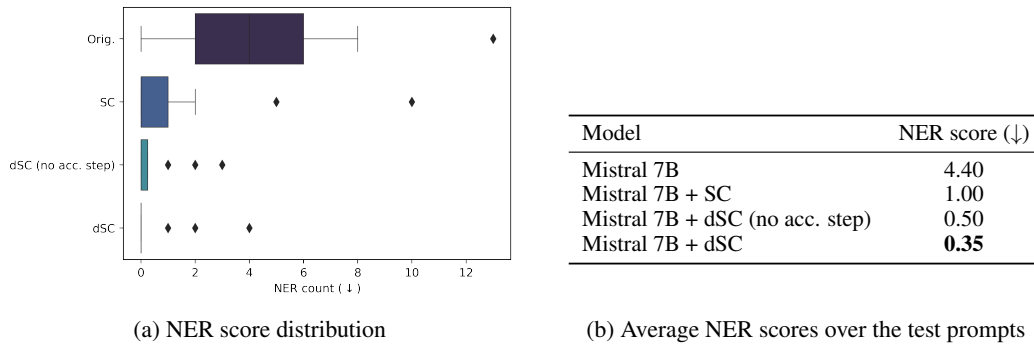 Orig.
SC
dSC (no acc. step)
dSC
0 2 4 6 8 10 12
NER count (↓)
(a) NER score distribution
Model NER score (↓)
Mistral 7B 4.40
Mistral 7B + SC 1.00
Mistral 7B + dSC (no acc. step) 0.50
Mistral 7B + dSC 0.35
(b) Average NER scores over the test prompts